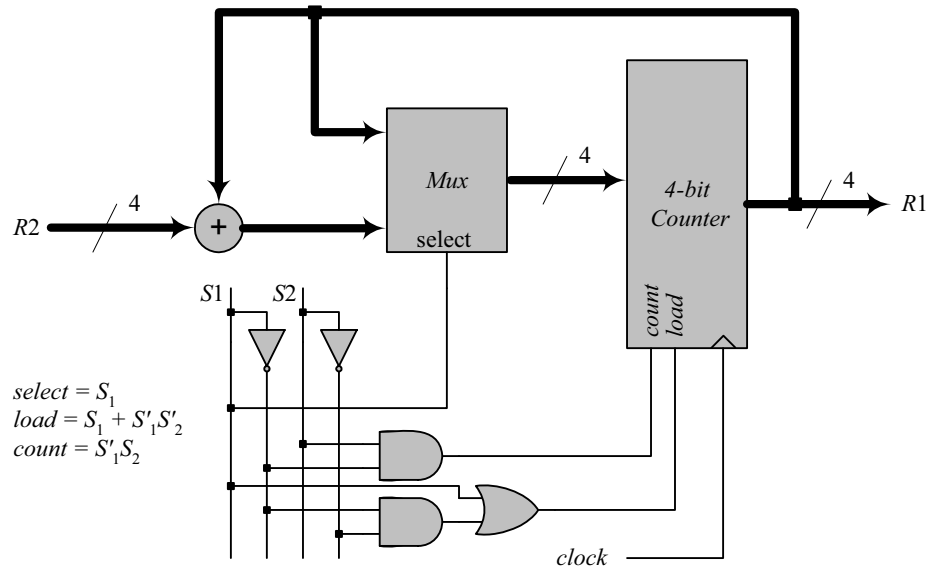 4
Mux
4-bit
Counter
4
4
R1
R2
+
select
S1
S2
count
load
select = S₁
load = S₁ + S′₁S′₂
count = S′₁S₂
clock